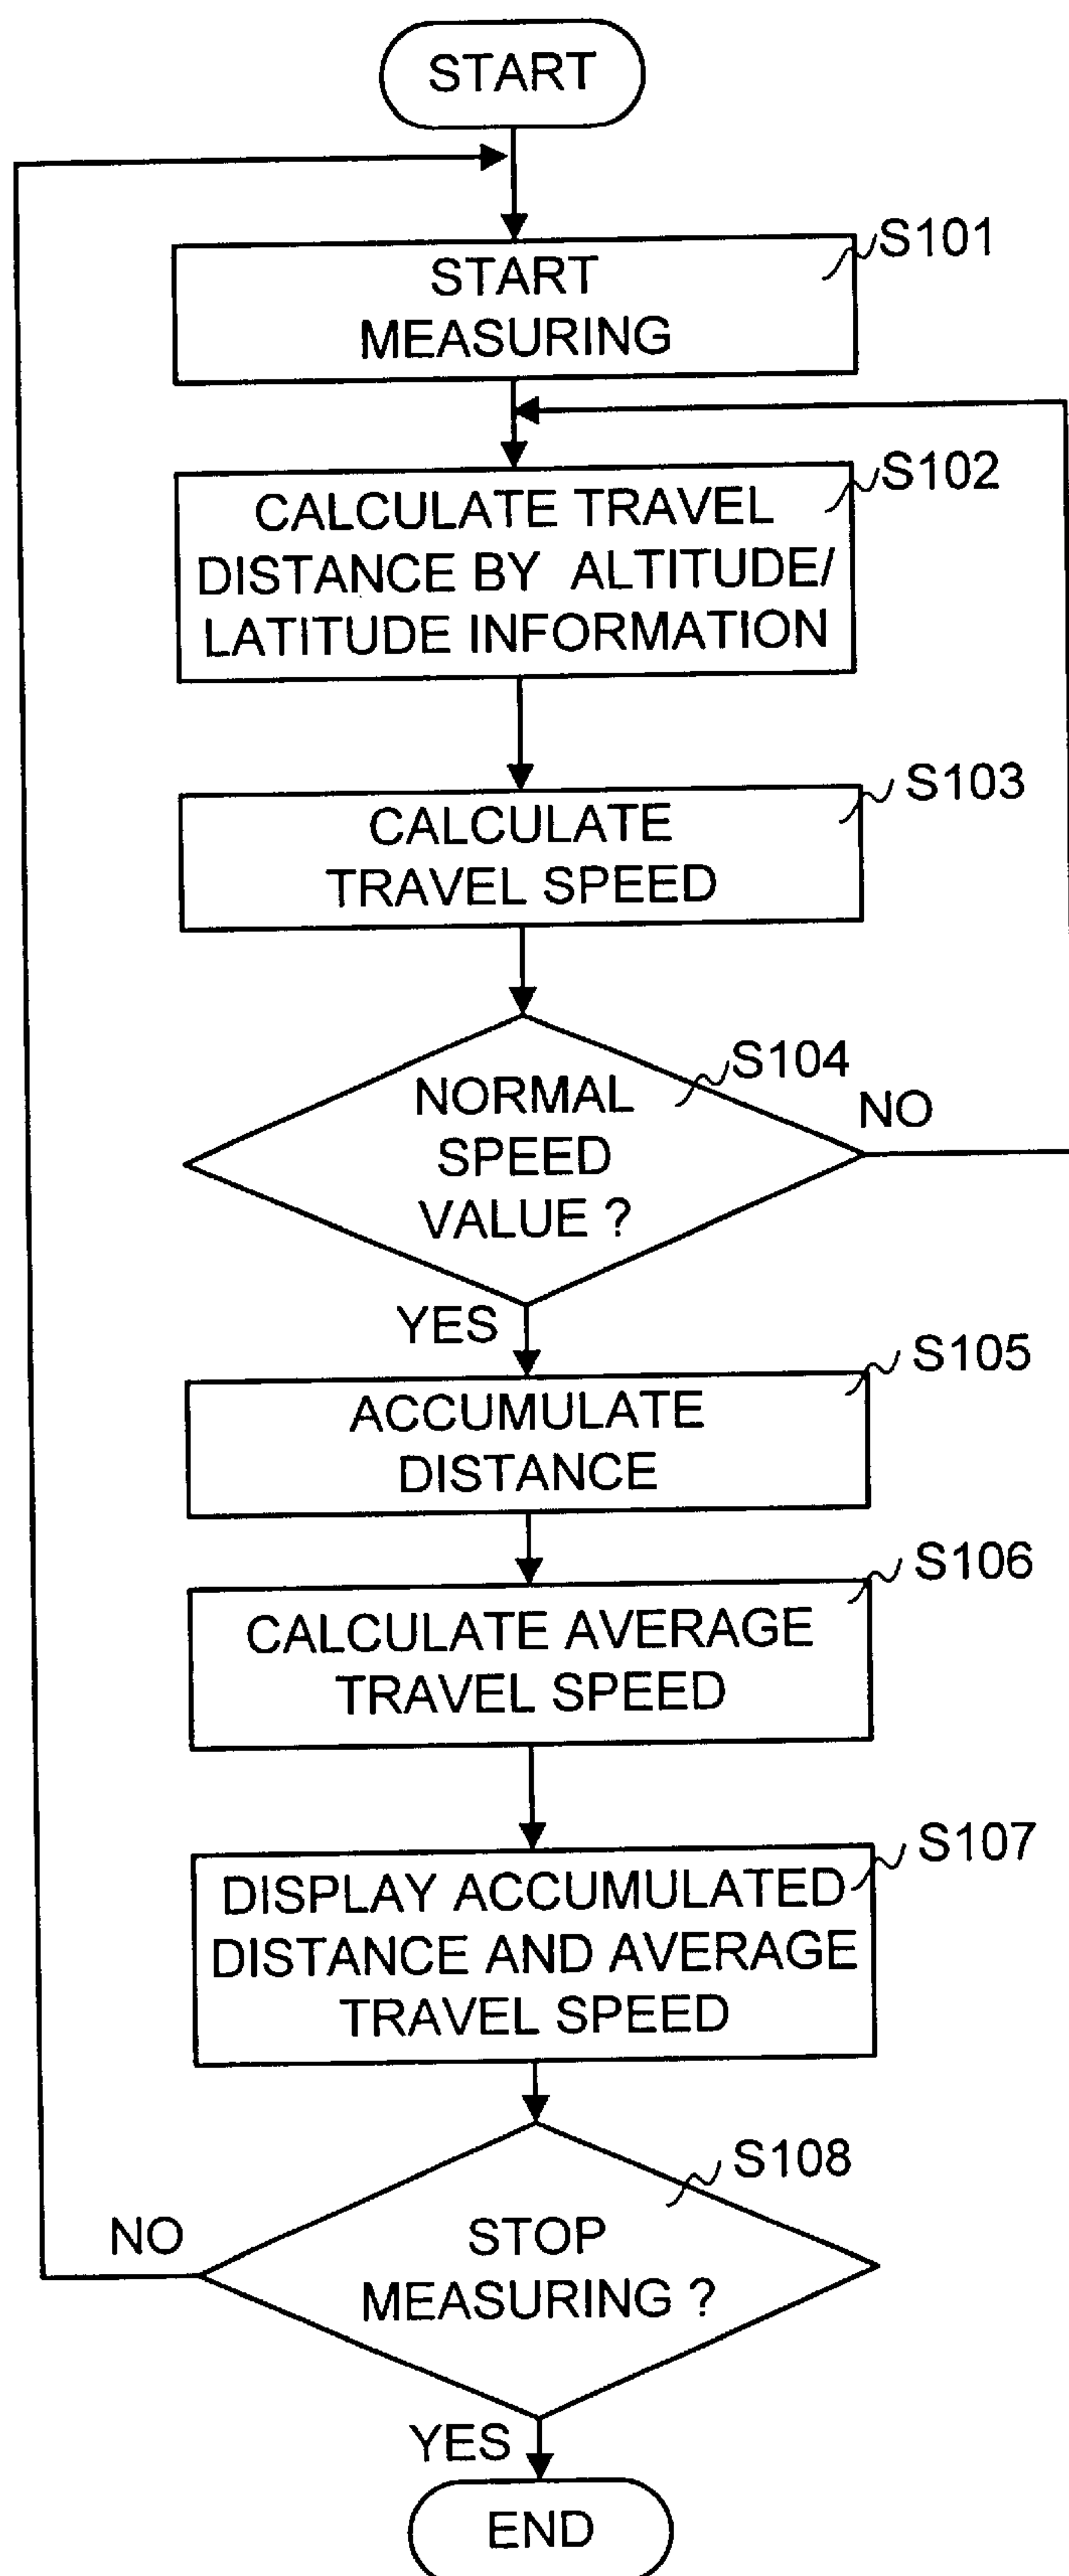 START
S101
START
MEASURING
S102
CALCULATE TRAVEL
DISTANCE BY ALTITUDE/
LATITUDE INFORMATION
S103
CALCULATE
TRAVEL SPEED
S104
NORMAL
SPEED
VALUE ?
NO
YES
S105
ACCUMULATE
DISTANCE
S106
CALCULATE AVERAGE
TRAVEL SPEED
S107
DISPLAY ACCUMULATED
DISTANCE AND AVERAGE
TRAVEL SPEED
S108
STOP
MEASURING ?
NO
YES
END